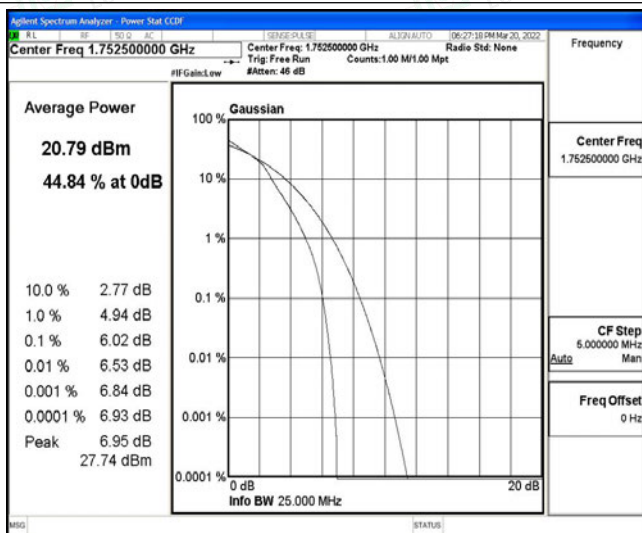 Agilent Spectrum Analyzer - Power Stat CCDF
RL RF 50 Ω AC SENSE:PULSE ALIGN AUTO 06:27:18 PM Mar 20, 2022
Center Freq 1.752500000 GHz
Center Freq: 1.752500000 GHz Radio Std: None
Trig: Free Run Counts:1.00 M/1.00 Mpt
#IFGain:Low #Atten: 46 dB
Frequency
Average Power
20.79 dBm
44.84 % at 0dB
10.0 % 2.77 dB
1.0 % 4.94 dB
0.1 % 6.02 dB
0.01 % 6.53 dB
0.001 % 6.84 dB
0.0001 % 6.93 dB
Peak 6.95 dB
27.74 dBm
Gaussian
100 %
10 %
1 %
0.1 %
0.01 %
0.001 %
0.0001 %
0 dB 20 dB
Info BW 25.000 MHz
Center Freq
1.752500000 GHz
CF Step
5.000000 MHz
Auto Man
Freq Offset
0 Hz
MSG STATUS